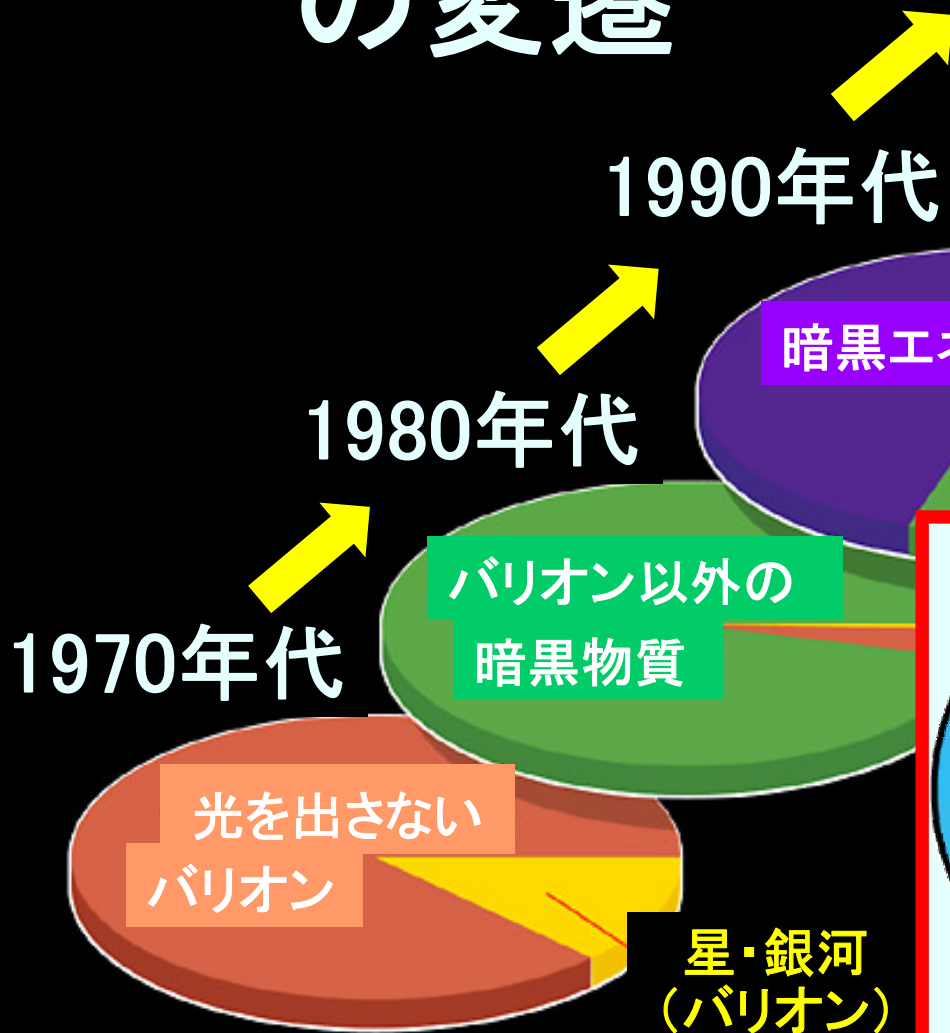 の変遷
1990年代
暗黒エネ
1980年代
バリオン以外の
暗黒物質
1970年代
光を出さない
バリオン
星・銀河
（バリオン）